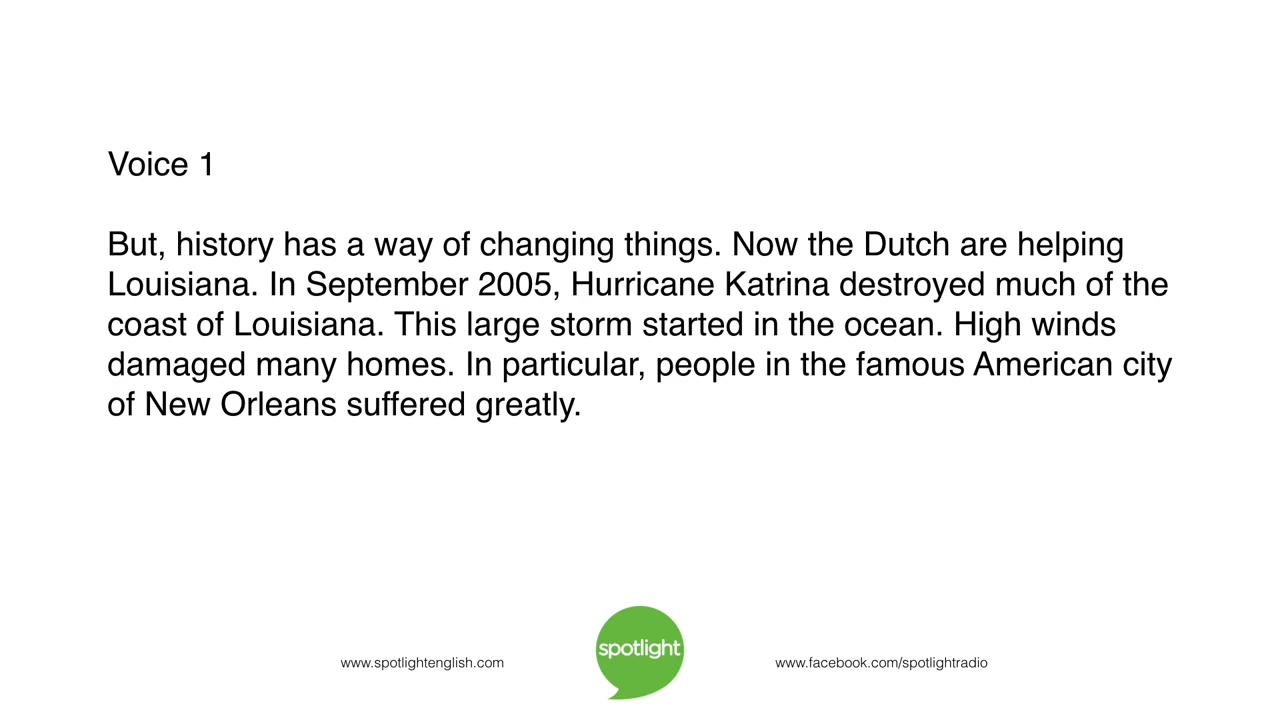 Voice 1
But, history has a way of changing things. Now the Dutch are helping
Louisiana. In September 2005, Hurricane Katrina destroyed much of the
coast of Louisiana. This large storm started in the ocean. High winds
damaged many homes. In particular, people in the famous American city
of New Orleans suffered greatly.
www.spotlightenglish.com
spotlight
www.facebook.com/spotlightradio